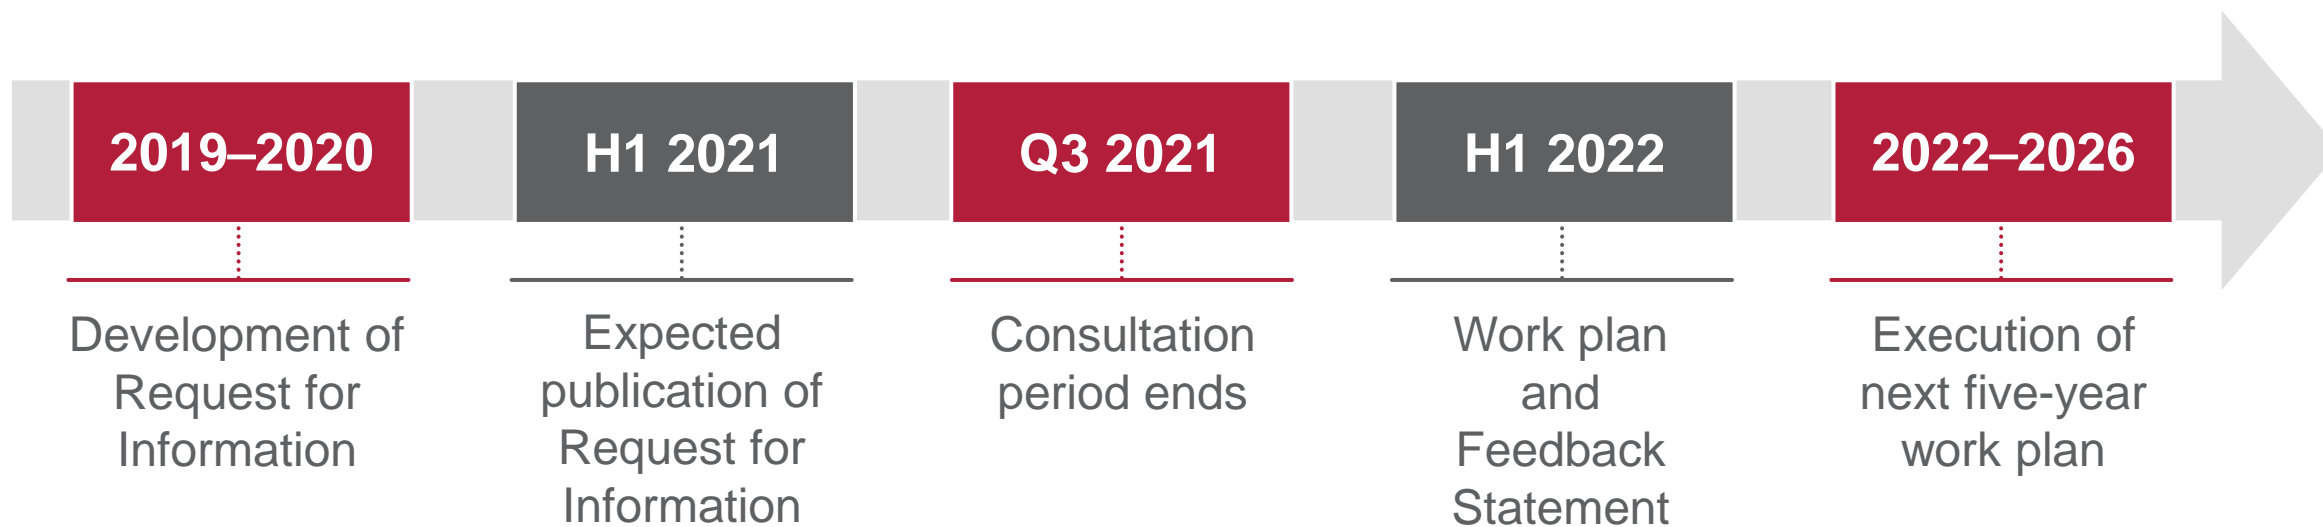 2019–2020
H1 2021
Q3 2021
H1 2022
2022–2026
Development of
Request for
Information
Expected
publication of
Request for
Information
Consultation
period ends
Work plan
and
Feedback
Statement
Execution of
next five-year
work plan